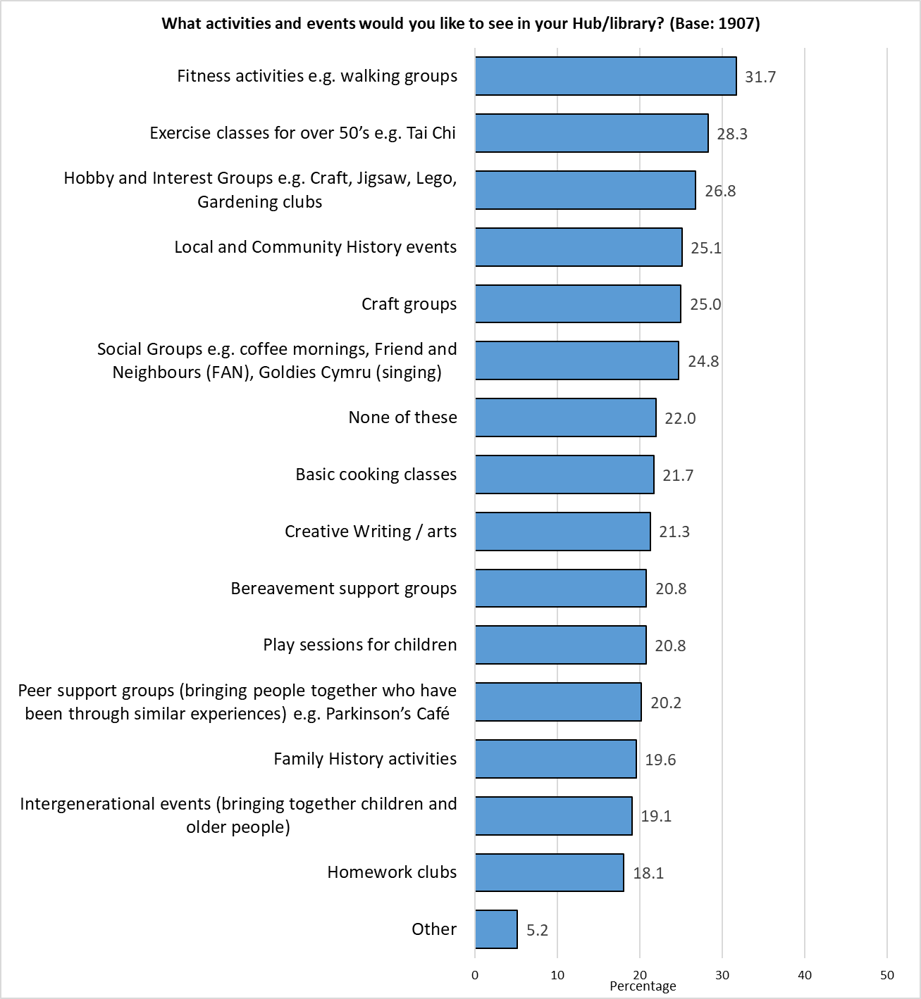 What activities and events would you like to see in your Hub/library? (Base: 1907)
Fitness activities e.g. walking groups
31.7
Exercise classes for over 50’s e.g. Tai Chi
28.3
Hobby and Interest Groups e.g. Craft, Jigsaw, Lego,
Gardening clubs
26.8
Local and Community History events
25.1
Craft groups
25.0
Social Groups e.g. coffee mornings, Friend and
Neighbours (FAN), Goldies Cymru (singing)
24.8
None of these
22.0
Basic cooking classes
21.7
Creative Writing / arts
21.3
Bereavement support groups
20.8
Play sessions for children
20.8
Peer support groups (bringing people together who have
been through similar experiences) e.g. Parkinson’s Café
20.2
Family History activities
19.6
Intergenerational events (bringing together children and
older people)
19.1
Homework clubs
18.1
Other
5.2
0 10 20 30 40 50
Percentage